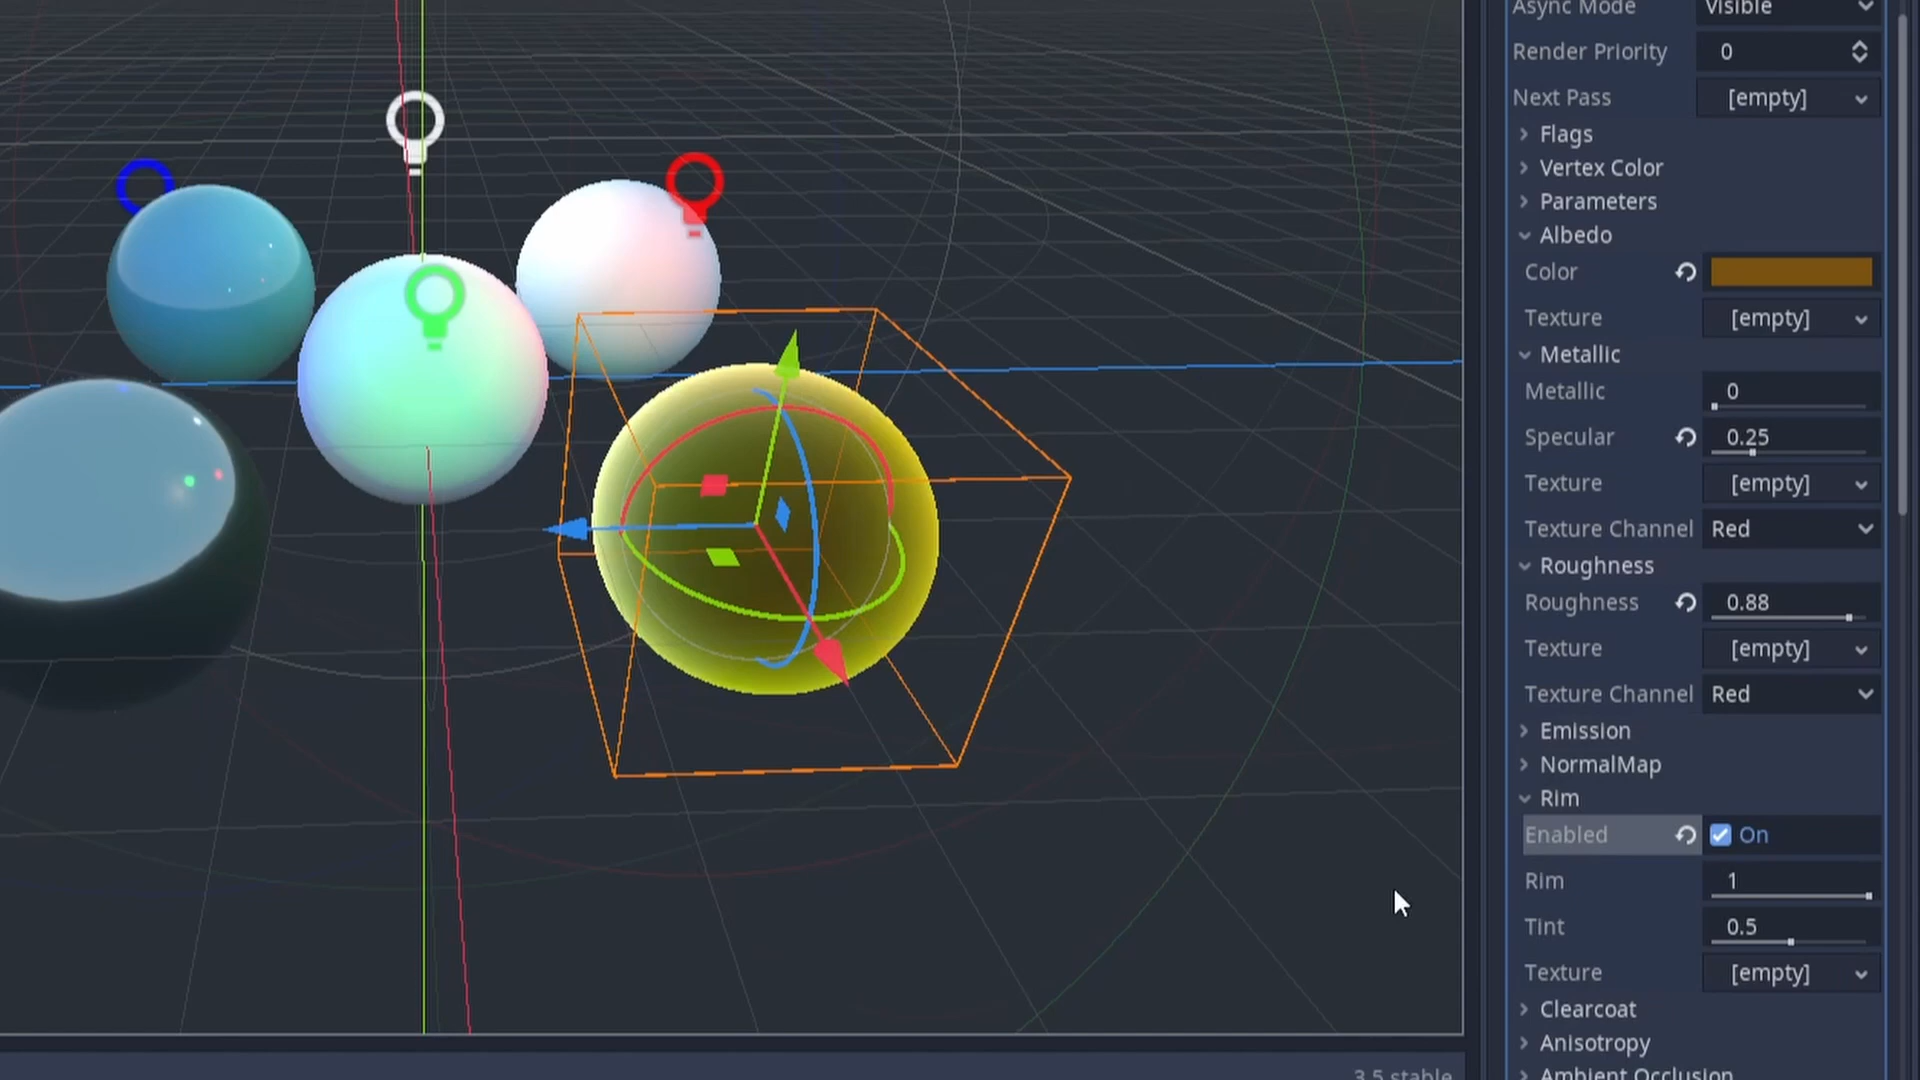 Async Mode Visible
Render Priority 0
Next Pass [empty]
Flags
Vertex Color
Parameters
Albedo
Color
Texture [empty]
Metallic
Metallic 0
Specular 0.25
Texture [empty]
Texture Channel Red
Roughness
Roughness 0.88
Texture [empty]
Texture Channel Red
Emission
NormalMap
Rim
Enabled On
Rim 1
Tint 0.5
Texture [empty]
Clearcoat
Anisotropy
Ambient Occlusion
3.5.stable